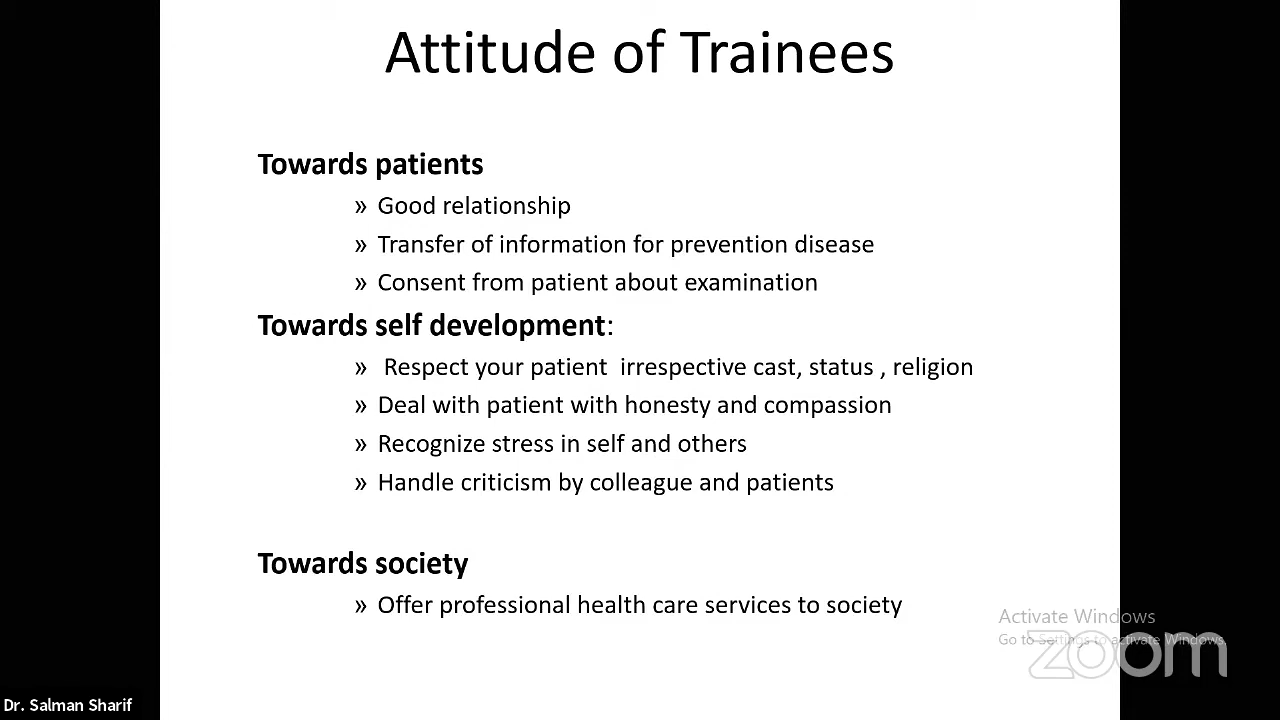 Attitude of Trainees
Towards patients
» Good relationship
» Transfer of information for prevention disease
» Consent from patient about examination
Towards self development:
» Respect your patient irrespective cast, status , religion
» Deal with patient with honesty and compassion
» Recognize stress in self and others
» Handle criticism by colleague and patients
Towards society
» Offer professional health care services to society
Activate Windows
Go to Settings to activate Windows.
zoom
Dr. Salman Sharif